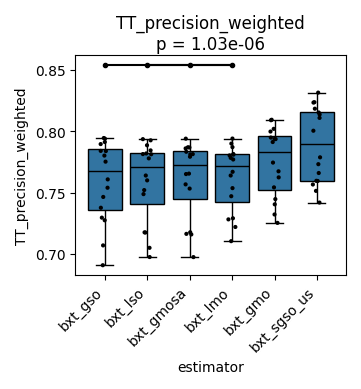 TT_precision_weighted
p = 1.03e-06
TT_precision_weighted
0.85
0.80
0.75
0.70
bxt_gso
bxt_lso
bxt_gmosa
bxt_lmo
bxt_gmo
bxt_sgso_us
estimator